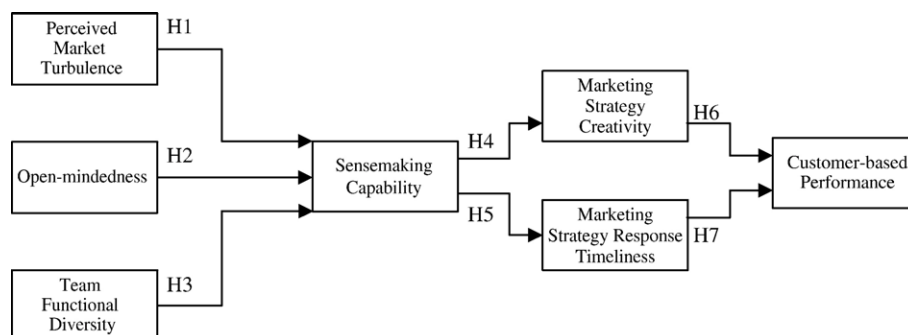 Perceived
Market
Turbulence
H1
Open-mindedness
H2
Team
Functional
Diversity
H3
Sensemaking
Capability
H4
H5
Marketing
Strategy
Creativity
H6
Marketing
Strategy Response
Timeliness
H7
Customer-based
Performance